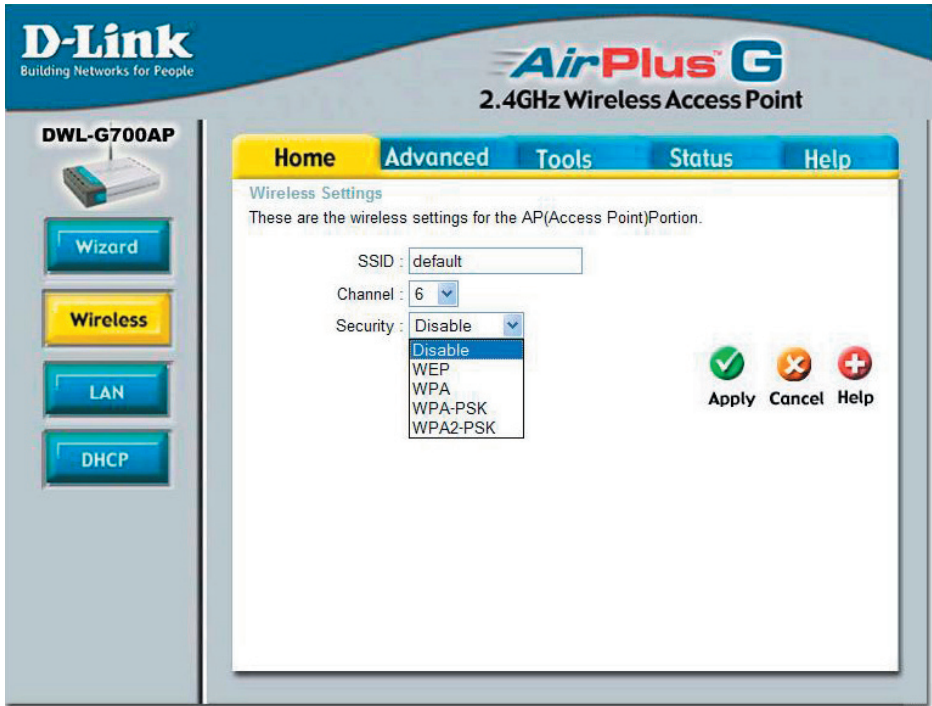 D-Link
Building Networks for People
AirPlus™ G
2.4GHz Wireless Access Point
DWL-G700AP
Home Advanced Tools Status Help
Wizard
Wireless
LAN
DHCP
Wireless Settings
These are the wireless settings for the AP(Access Point)Portion.
SSID : default
Channel : 6
Security : Disable
Disable
WEP
WPA
WPA-PSK
WPA2-PSK
Apply Cancel Help